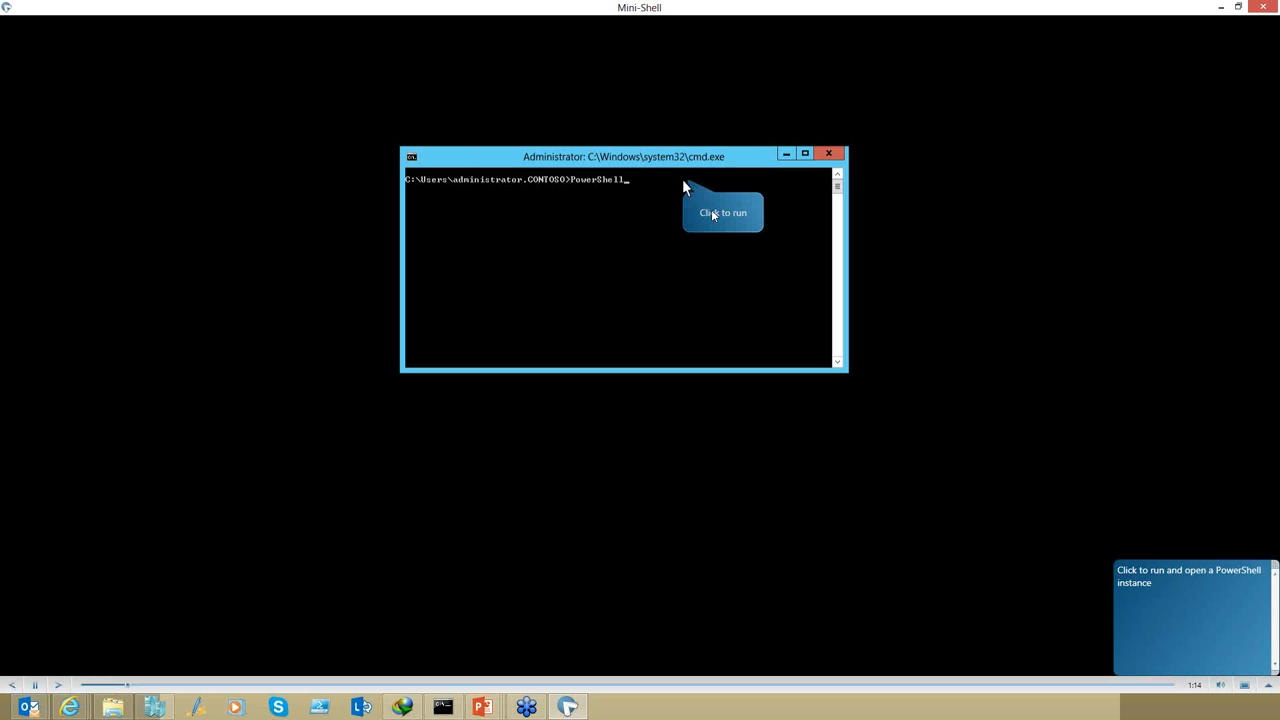 Mini-Shell
Administrator: C:\Windows\system32\cmd.exe
C:\Users\administrator.CONTOSO>PowerShell_
Click to run
Click to run and open a PowerShell
instance
1:14